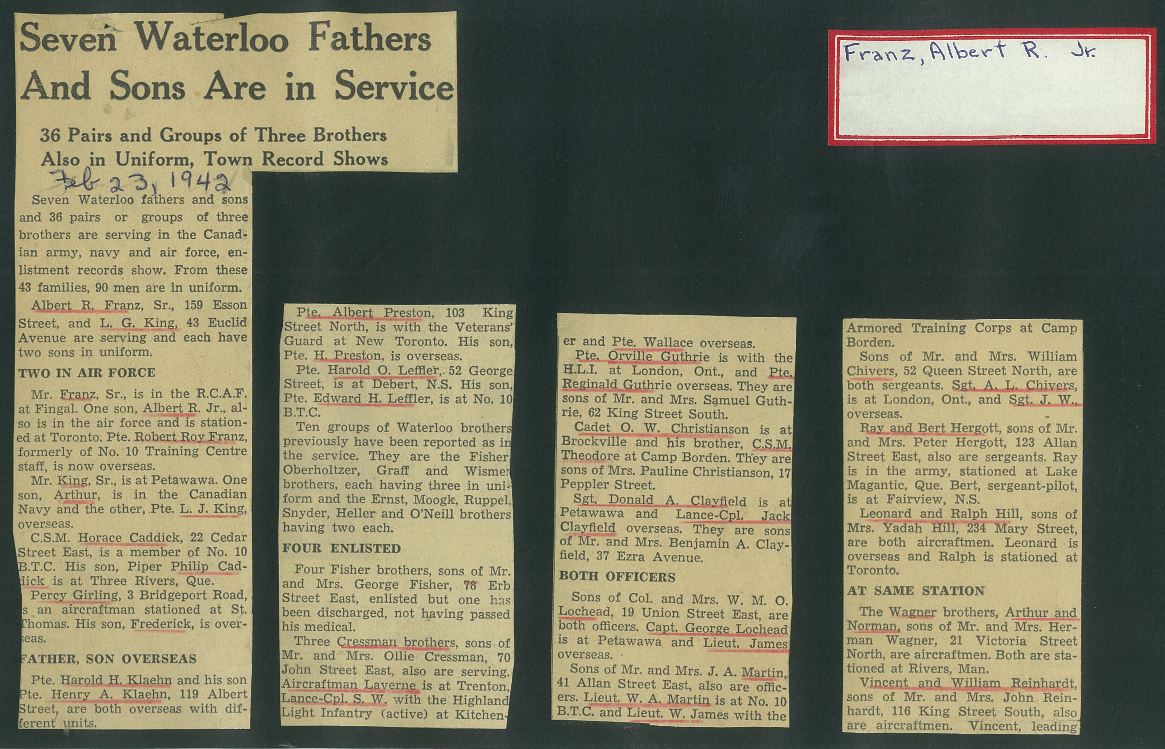 Seven Waterloo Fathers
And Sons Are in Service
36 Pairs and Groups of Three Brothers
Also in Uniform, Town Record Shows
Feb 23, 1942
Franz, Albert R. Jr.
Seven Waterloo fathers and sons
and 36 pairs or groups of three
brothers are serving in the Canad-
ian army, navy and air force, en-
listment records show. From these
43 families, 90 men are in uniform.
Albert R. Franz, Sr., 159 Esson
Street, and L. G. King, 43 Euclid
Avenue are serving and each have
two sons in uniform.
TWO IN AIR FORCE
Mr. Franz, Sr., is in the R.C.A.F.
at Fingal. One son, Albert R. Jr., al-
so is in the air force and is station-
ed at Toronto. Pte. Robert Roy Franz,
formerly of No. 10 Training Centre
staff, is now overseas.
Mr. King, Sr., is at Petawawa. One
son, Arthur, is in the Canadian
Navy and the other, Pte. L. J. King,
overseas.
C.S.M. Horace Caddick, 22 Cedar
Street East, is a member of No. 10
B.T.C. His son, Piper Philip Cad-
dick is at Three Rivers, Que.
Percy Girling, 3 Bridgeport Road,
is an aircraftman stationed at St.
Thomas. His son, Frederick, is over-
seas.
FATHER, SON OVERSEAS
Pte. Harold H. Klaehn and his son
Pte. Henry A. Klaehn, 119 Albert
Street, are both overseas with dif-
ferent units.
Pte. Albert Preston, 103 King
Street North, is with the Veterans'
Guard at New Toronto. His son,
Pte. H. Preston, is overseas.
Pte. Harold O. Leffler, 52 George
Street, is at Debert, N.S. His son,
Pte. Edward H. Leffler, is at No. 10
B.T.C.
Ten groups of Waterloo brothers
previously have been reported as in
the service. They are the Fisher
Oberholtzer, Graff and Wismer
brothers, each having three in uni-
form and the Ernst, Moogk, Ruppel,
Snyder, Heller and O'Neill brothers
having two each.
FOUR ENLISTED
Four Fisher brothers, sons of Mr.
and Mrs. George Fisher, 78 Erb
Street East, enlisted but one has
been discharged, not having passed
his medical.
Three Cressman brothers, sons of
Mr. and Mrs. Ollie Cressman, 70
John Street East, also are serving.
Aircraftman Laverne is at Trenton,
Lance-Cpl. S. W. with the Highland
Light Infantry (active) at Kitchen-
er and Pte. Wallace overseas.
Pte. Orville Guthrie is with the
H.L.I. at London, Ont., and Pte.
Reginald Guthrie overseas. They are
sons of Mr. and Mrs. Samuel Guth-
rie, 62 King Street South.
Cadet O. W. Christianson is at
Brockville and his brother, C.S.M.
Theodore at Camp Borden. They are
sons of Mrs. Pauline Christianson, 17
Peppler Street.
Sgt. Donald A. Clayfield is at
Petawawa and Lance-Cpl. Jack
Clayfield overseas. They are sons
of Mr. and Mrs. Benjamin A. Clay-
field, 37 Ezra Avenue.
BOTH OFFICERS
Sons of Col. and Mrs. W. M. O.
Lochead, 19 Union Street East, are
both officers. Capt. George Lochead
is at Petawawa and Lieut. James
overseas.
Sons of Mr. and Mrs. J. A. Martin,
41 Allan Street East, also are offic-
ers. Lieut. W. A. Martin is at No. 10
B.T.C. and Lieut. W. James with the
Armored Training Corps at Camp
Borden.
Sons of Mr. and Mrs. William
Chivers, 52 Queen Street North, are
both sergeants. Sgt. A. L. Chivers,
is at London, Ont., and Sgt. J. W.,
overseas.
Ray and Bert Hergott, sons of Mr.
and Mrs. Peter Hergott, 123 Allan
Street East, also are sergeants. Ray
is in the army, stationed at Lake
Magantic, Que. Bert, sergeant-pilot,
is at Fairview, N.S.
Leonard and Ralph Hill, sons of
Mrs. Yadah Hill, 234 Mary Street,
are both aircraftmen. Leonard is
overseas and Ralph is stationed at
Toronto.
AT SAME STATION
The Wagner brothers, Arthur and
Norman, sons of Mr. and Mrs. Her-
man Wagner, 21 Victoria Street
North, are aircraftmen. Both are sta-
tioned at Rivers, Man.
Vincent and William Reinhardt,
sons of Mr. and Mrs. John Rein-
hardt, 116 King Street South, also
are aircraftmen. Vincent, leading